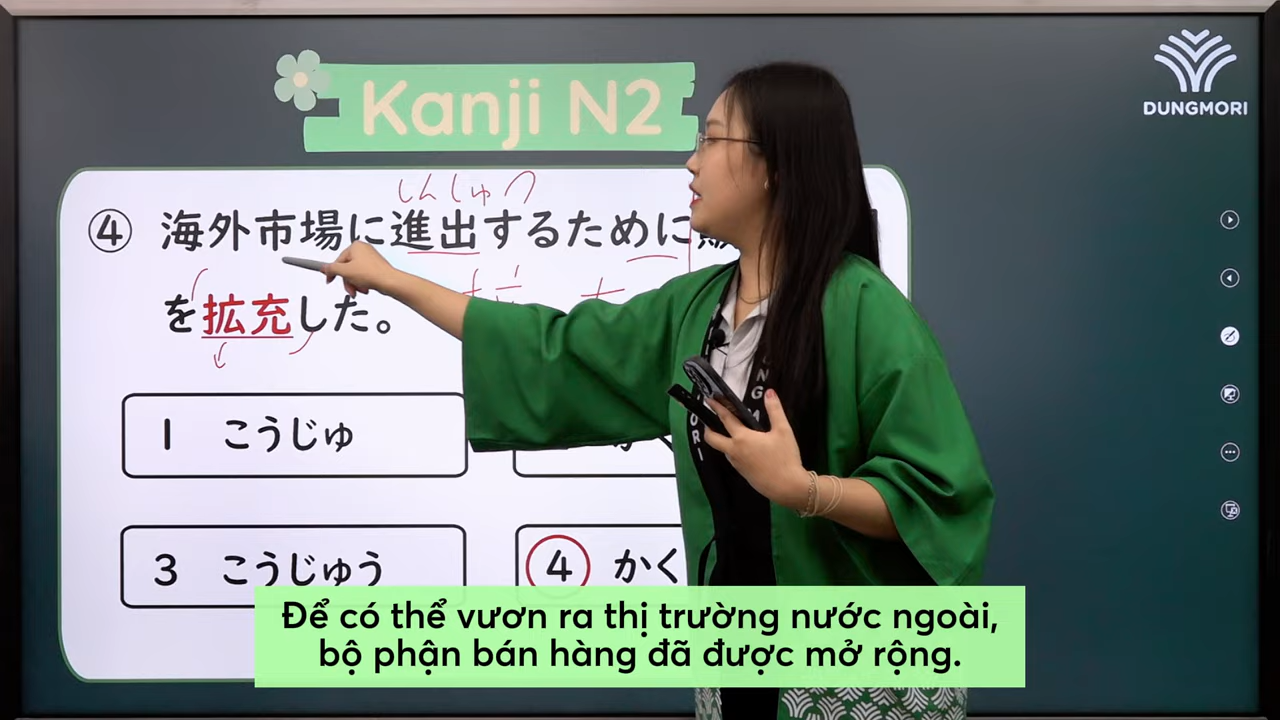 Kanji N2
DUNGMORI
しんしゅつ
④ 海外市場に進出するために
を拡充した。
1 こうじゅ
3 こうじゅう
④ かく
Để có thể vươn ra thị trường nước ngoài,
bộ phận bán hàng đã được mở rộng.